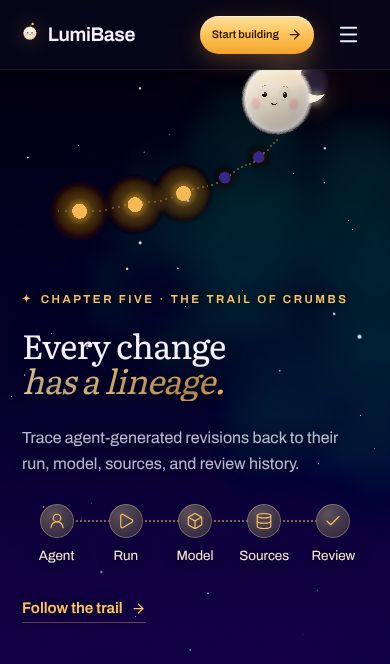 LumiBase
Start building →
✦ CHAPTER FIVE · THE TRAIL OF CRUMBS
Every change
has a lineage.
Trace agent-generated revisions back to their
run, model, sources, and review history.
Agent Run Model Sources Review
Follow the trail →